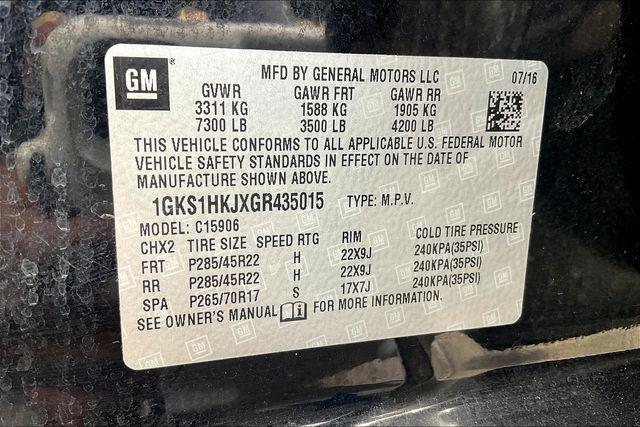 GM
MFD BY GENERAL MOTORS LLC 07/16
GVWR GAWR FRT GAWR RR
3311 KG 1588 KG 1905 KG
7300 LB 3500 LB 4200 LB
THIS VEHICLE CONFORMS TO ALL APPLICABLE U.S. FEDERAL MOTOR
VEHICLE SAFETY STANDARDS IN EFFECT ON THE DATE OF
MANUFACTURE SHOWN ABOVE.
1GKS1HKJXGR435015 TYPE: M.P.V.
MODEL: C15906
CHX2 TIRE SIZE SPEED RTG RIM COLD TIRE PRESSURE
FRT P285/45R22 H 22X9J 240KPA(35PSI)
RR P285/45R22 H 22X9J 240KPA(35PSI)
SPA P265/70R17 S 17X7J 240KPA(35PSI)
SEE OWNER'S MANUAL FOR MORE INFORMATION.